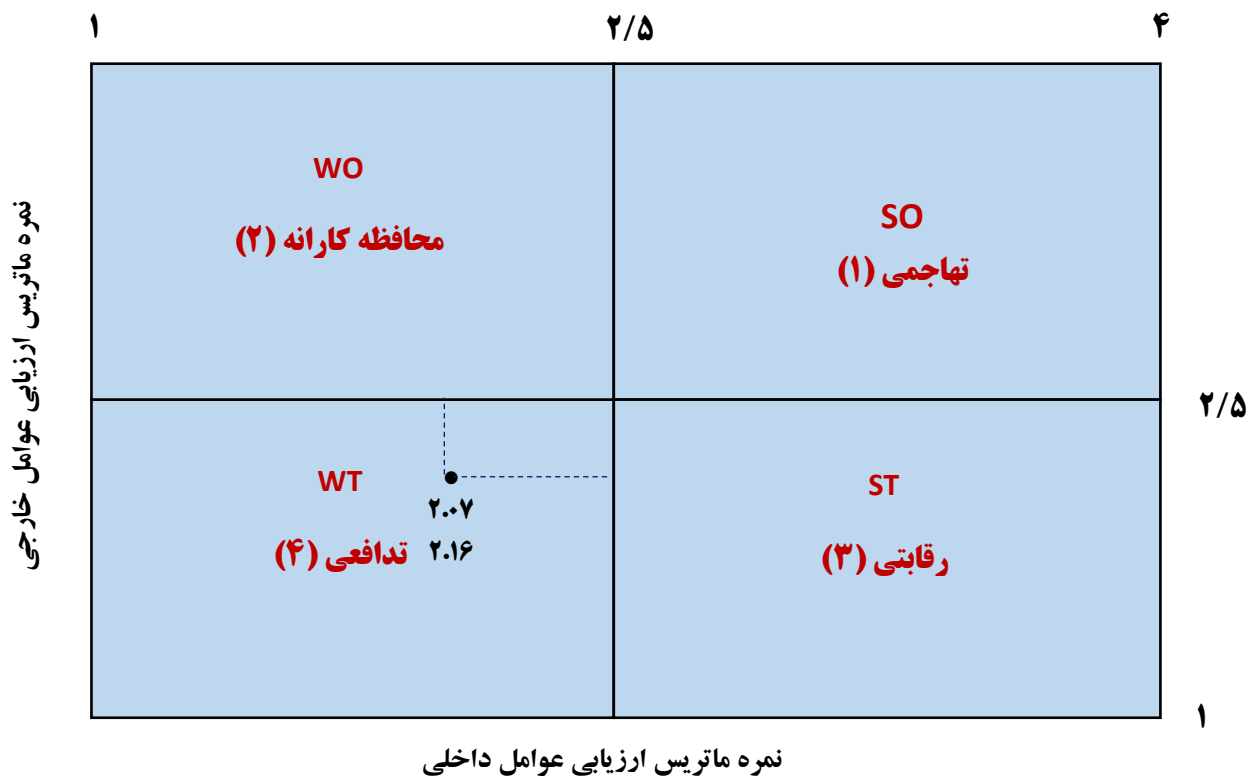 ۱
۲/۵
۴
WO
محافظه کارانه (۲)
SO
تهاجمی (۱)
نمره ماتریس ارزیابی عوامل خارجی
۲/۵
WT
۲.۰۷
تدافعی (۴)
۲.۱۶
ST
رقابتی (۳)
۱
نمره ماتریس ارزیابی عوامل داخلی